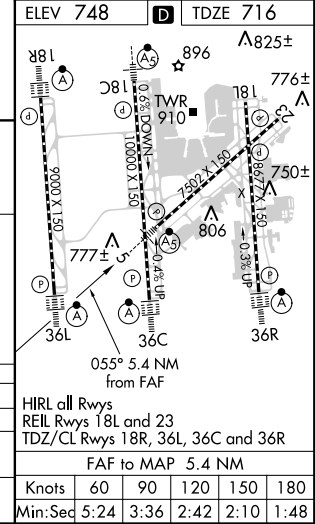 ELEV 748
D
TDZE 716
18R
A
A5
896
825±
18C
0.6% DOWN
TWR
910
18L
776±
23
P
P
P
9000 X 150
10000 X 150
7502 X 150
8677 X 150
750±
X
P
806
A5
777±
5
0.4% UP
0.3% UP
P
P
P
A
A
A
36L
36C
36R
055° 5.4 NM
from FAF
HIRL all Rwys
REIL Rwys 18L and 23
TDZ/CL Rwys 18R, 36L, 36C and 36R
FAF to MAP 5.4 NM
Knots 60 90 120 150 180
Min:Sec 5:24 3:36 2:42 2:10 1:48